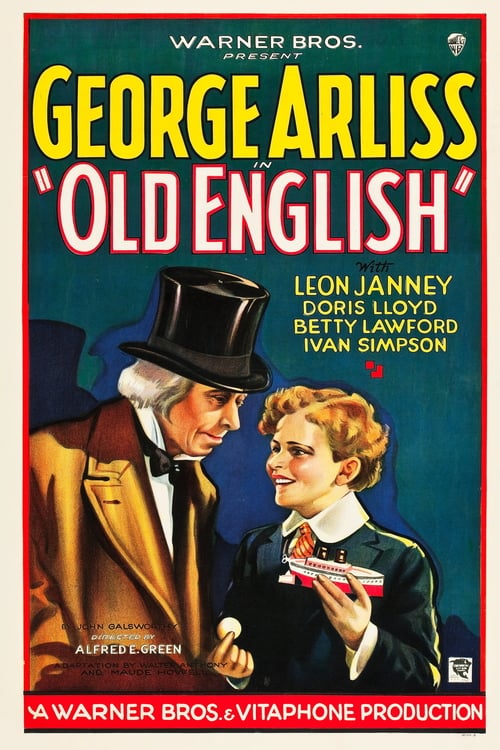 WARNER BROS.
PRESENT
GEORGE ARLISS
IN
"OLD ENGLISH"
With
LEON JANNEY
DORIS LLOYD
BETTY LAWFORD
IVAN SIMPSON
BY JOHN GALSWORTHY
DIRECTED BY
ALFRED E. GREEN
ADAPTATION BY WALTER ANTHONY
AND MAUDE HOWELL
A WARNER BROS. & VITAPHONE PRODUCTION